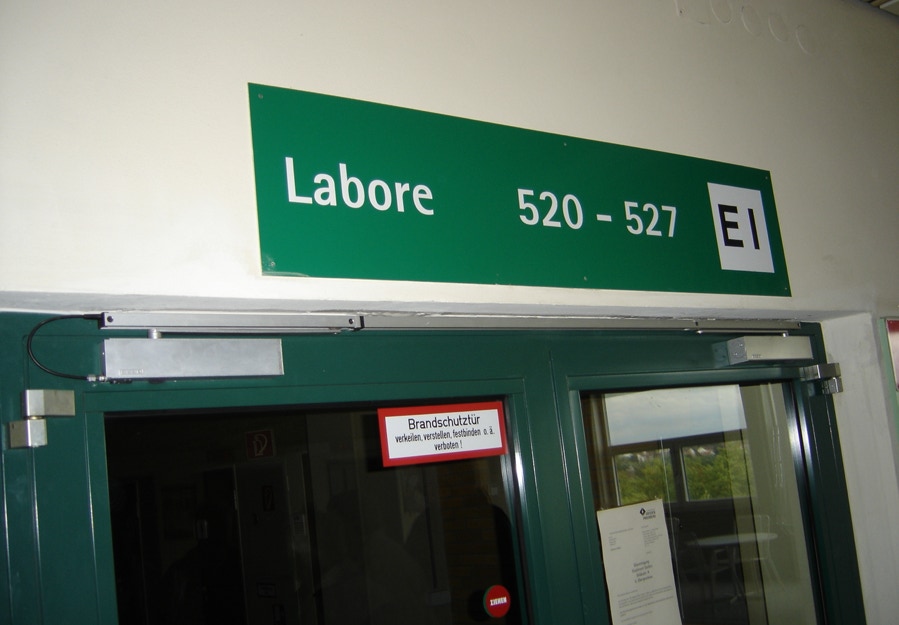 Labore 520 - 527 EI
Brandschutztür
verkeilen, verstellen, festbinden o. ä.
verboten !
ZIEHEN